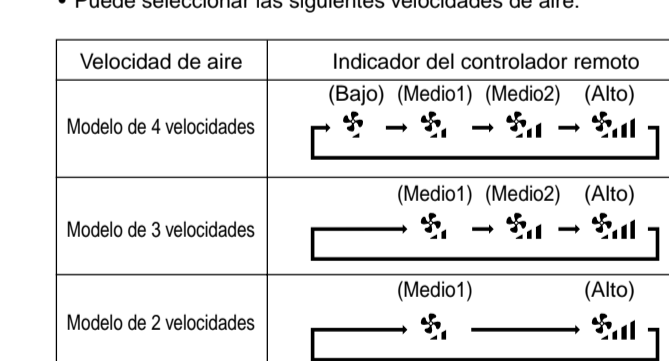 • Puede seleccionar las siguientes velocidades de aire.
Velocidad de aire Indicador del controlador remoto
(Bajo) (Medio1) (Medio2) (Alto)
Modelo de 4 velocidades
(Medio1) (Medio2) (Alto)
Modelo de 3 velocidades
(Medio1) (Alto)
Modelo de 2 velocidades